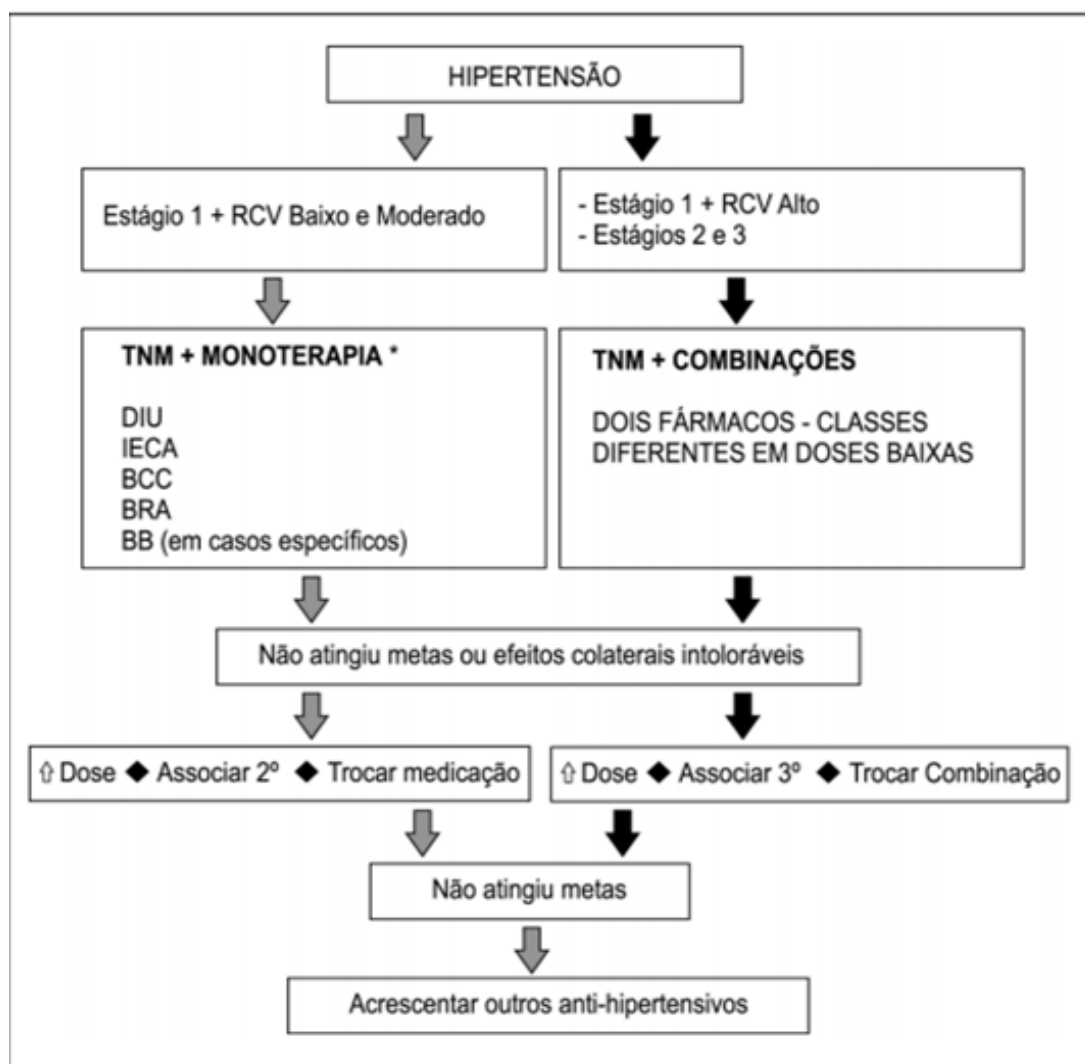 HIPERTENSÃO
Estágio 1 + RCV Baixo e Moderado
- Estágio 1 + RCV Alto
- Estágios 2 e 3
TNM + MONOTERAPIA *
DIU
IECA
BCC
BRA
BB (em casos específicos)
TNM + COMBINAÇÕES
DOIS FÁRMACOS - CLASSES
DIFERENTES EM DOSES BAIXAS
Não atingiu metas ou efeitos colaterais intoloráveis
⇧ Dose ◆ Associar 2º ◆ Trocar medicação
⇧ Dose ◆ Associar 3º ◆ Trocar Combinação
Não atingiu metas
Acrescentar outros anti-hipertensivos